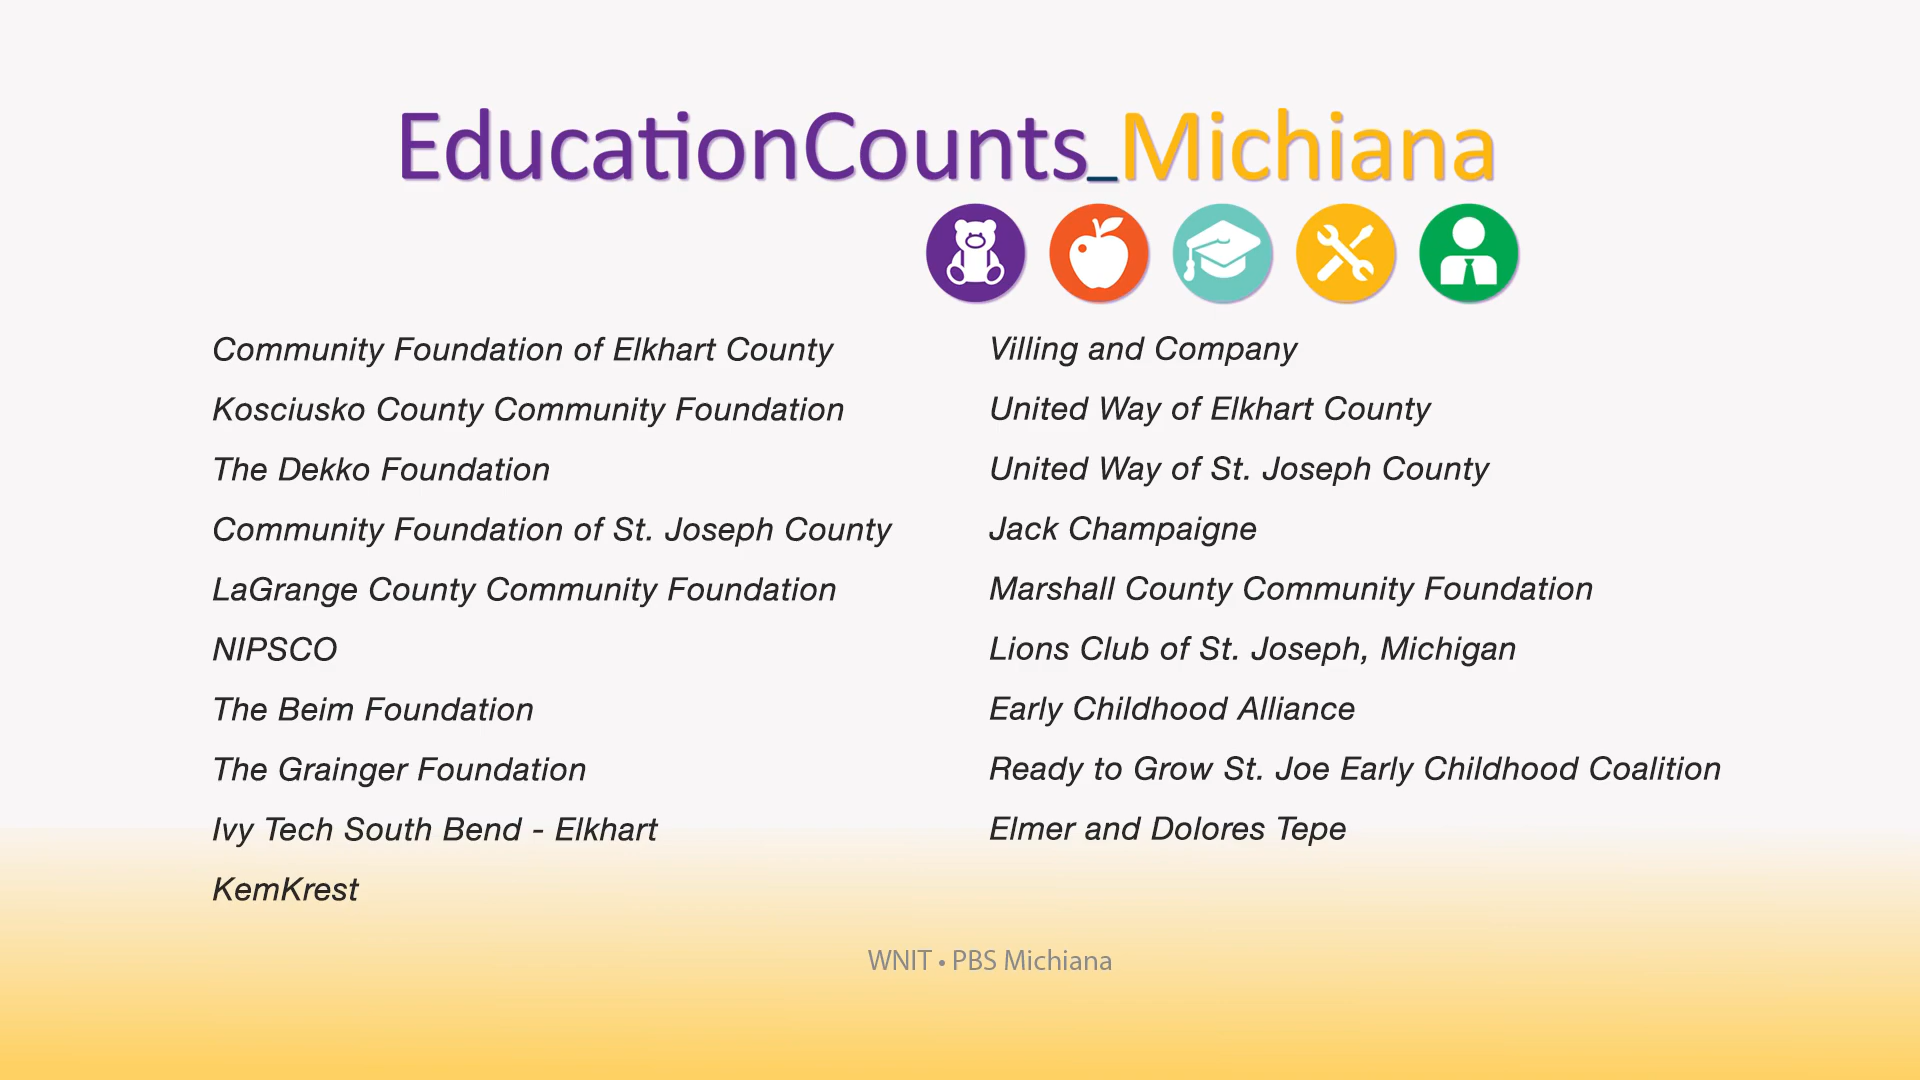 EducationCounts_Michiana
Community Foundation of Elkhart County
Kosciusko County Community Foundation
The Dekko Foundation
Community Foundation of St. Joseph County
LaGrange County Community Foundation
NIPSCO
The Beim Foundation
The Grainger Foundation
Ivy Tech South Bend - Elkhart
KemKrest
Villing and Company
United Way of Elkhart County
United Way of St. Joseph County
Jack Champaigne
Marshall County Community Foundation
Lions Club of St. Joseph, Michigan
Early Childhood Alliance
Ready to Grow St. Joe Early Childhood Coalition
Elmer and Dolores Tepe
WNIT • PBS Michiana